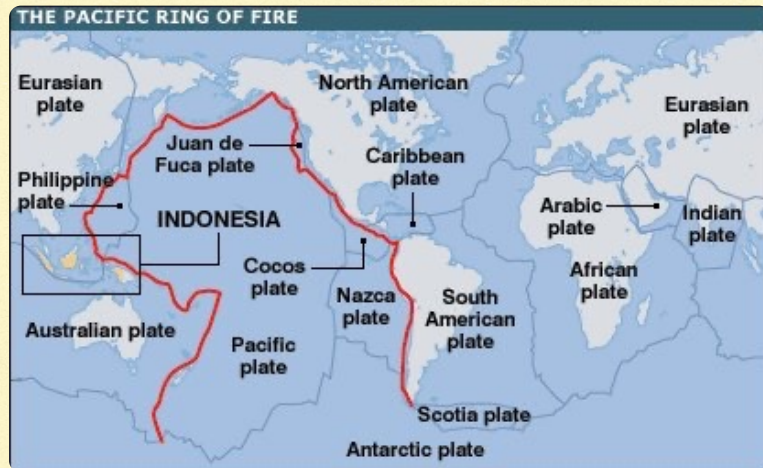 THE PACIFIC RING OF FIRE
Eurasian
plate
North American
plate
Eurasian
plate
Juan de
Fuca plate
Caribbean
plate
Philippine
plate
INDONESIA
Arabic
plate
Indian
plate
Cocos
plate
African
plate
Nazca
plate
South
American
plate
Australian plate
Pacific
plate
Scotia plate
Antarctic plate